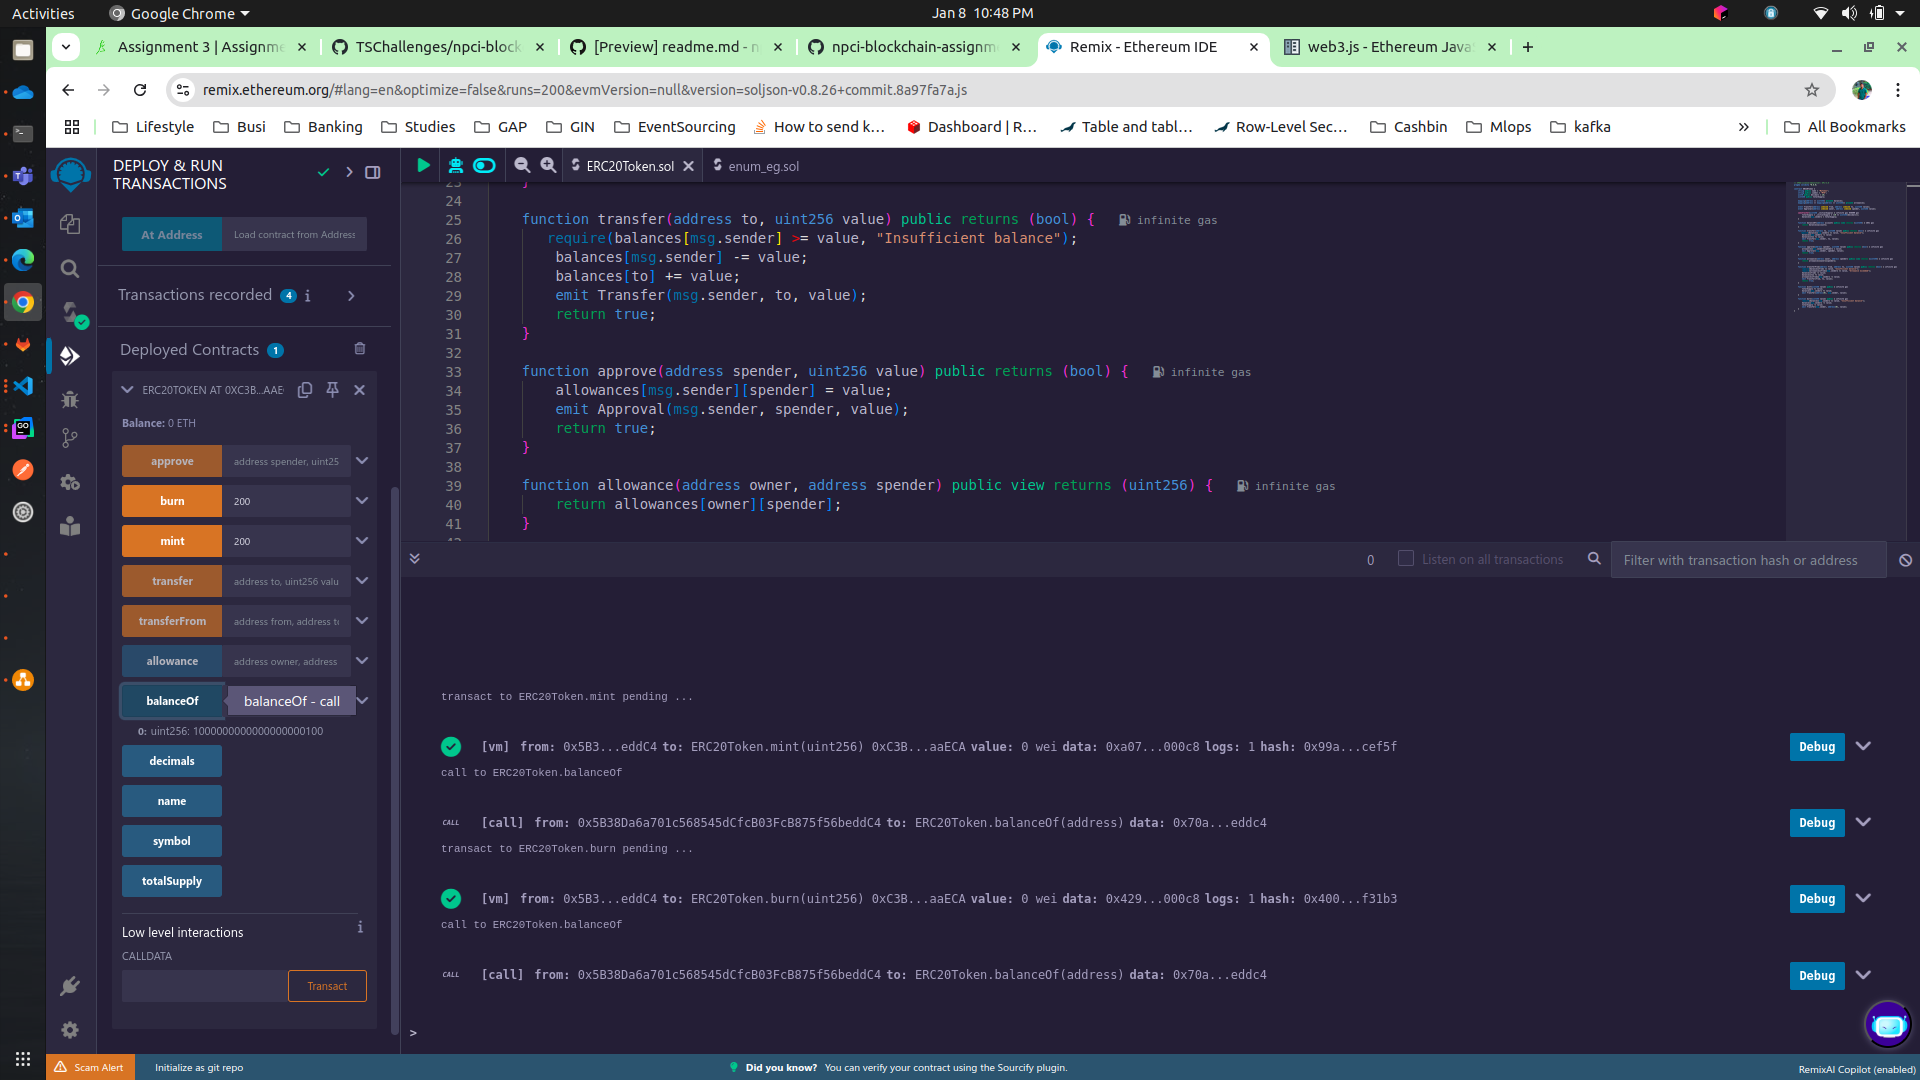 Activities
Google Chrome
Jan 8 10:48 PM
Assignment 3 | Assignme
TSChallenges/npci-block
[Preview] readme.md - n
npci-blockchain-assignm
Remix - Ethereum IDE
web3.js - Ethereum Java
remix.ethereum.org/#lang=en&optimize=false&runs=200&evmVersion=null&version=soljson-v0.8.26+commit.8a97fa7a.js
Lifestyle
Busi
Banking
Studies
GAP
GIN
EventSourcing
How to send k...
Dashboard | R...
Table and tabl...
Row-Level Sec...
Cashbin
Mlops
kafka
All Bookmarks
DEPLOY & RUN
TRANSACTIONS
At Address
Load contract from Address
Transactions recorded 4 i
Deployed Contracts 1
ERC20TOKEN AT 0XC3B...AAE
Balance: 0 ETH
approve
address spender, uint25
burn
200
mint
200
transfer
address to, uint256 valu
transferFrom
address from, address to
allowance
address owner, address
balanceOf
balanceOf - call
0: uint256: 1000000000000000000100
decimals
name
symbol
totalSupply
Low level interactions
i
CALLDATA
Transact
ERC20Token.sol
enum_eg.sol
23 }
24
25 function transfer(address to, uint256 value) public returns (bool) { infinite gas
26 require(balances[msg.sender] >= value, "Insufficient balance");
27 balances[msg.sender] -= value;
28 balances[to] += value;
29 emit Transfer(msg.sender, to, value);
30 return true;
31 }
32
33 function approve(address spender, uint256 value) public returns (bool) { infinite gas
34 allowances[msg.sender][spender] = value;
35 emit Approval(msg.sender, spender, value);
36 return true;
37 }
38
39 function allowance(address owner, address spender) public view returns (uint256) { infinite gas
40 return allowances[owner][spender];
41 }
0
Listen on all transactions
Filter with transaction hash or address
transact to ERC20Token.mint pending ...
[vm] from: 0x5B3...eddC4 to: ERC20Token.mint(uint256) 0xC3B...aaECA value: 0 wei data: 0xa07...000c8 logs: 1 hash: 0x99a...cef5f
Debug
call to ERC20Token.balanceOf
CALL [call] from: 0x5B38Da6a701c568545dCfcB03FcB875f56beddC4 to: ERC20Token.balanceOf(address) data: 0x70a...eddc4
Debug
transact to ERC20Token.burn pending ...
[vm] from: 0x5B3...eddC4 to: ERC20Token.burn(uint256) 0xC3B...aaECA value: 0 wei data: 0x429...000c8 logs: 1 hash: 0x400...f31b3
Debug
call to ERC20Token.balanceOf
CALL [call] from: 0x5B38Da6a701c568545dCfcB03FcB875f56beddC4 to: ERC20Token.balanceOf(address) data: 0x70a...eddc4
Debug
>
Scam Alert
Initialize as git repo
Did you know? You can verify your contract using the Sourcify plugin.
RemixAI Copilot (enabled)